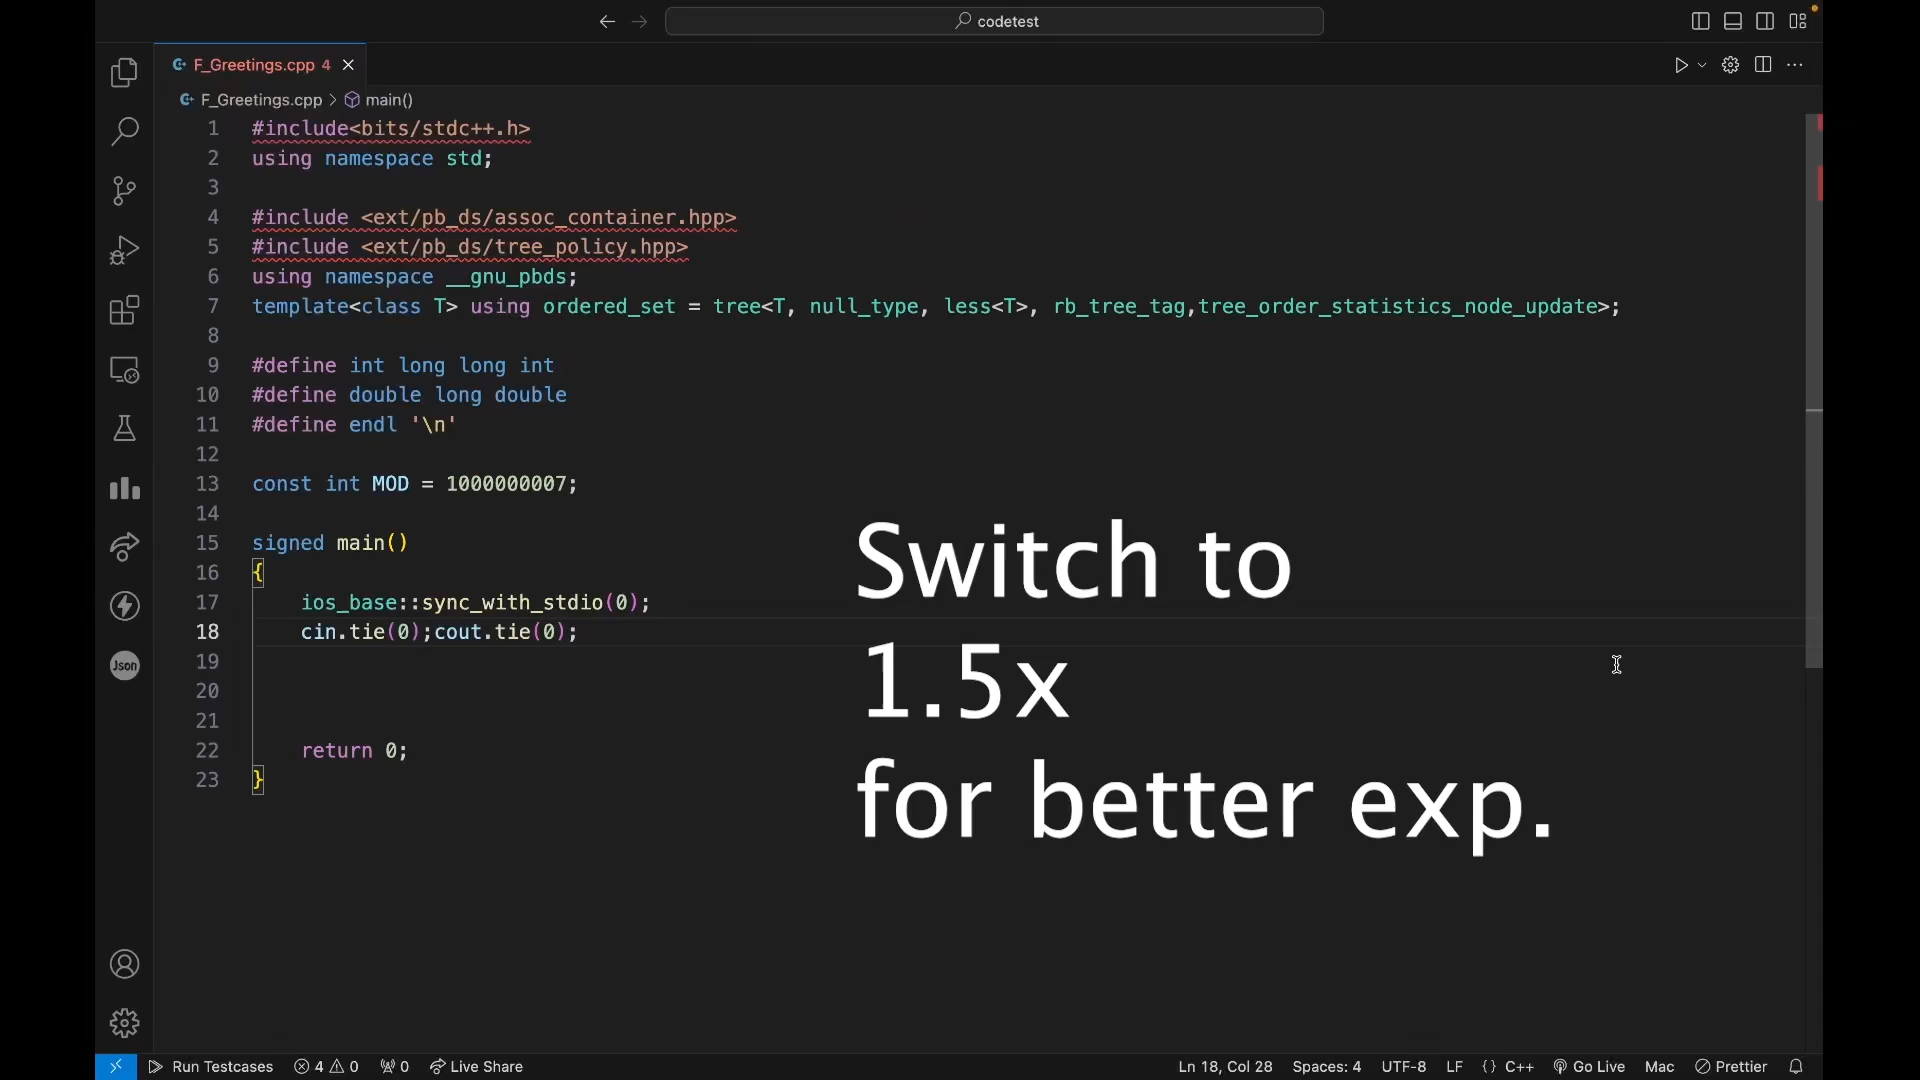 codetest
F_Greetings.cpp 4
F_Greetings.cpp > main()
1 #include<bits/stdc++.h>
2 using namespace std;
3
4 #include <ext/pb_ds/assoc_container.hpp>
5 #include <ext/pb_ds/tree_policy.hpp>
6 using namespace __gnu_pbds;
7 template<class T> using ordered_set = tree<T, null_type, less<T>, rb_tree_tag,tree_order_statistics_node_update>;
8
9 #define int long long int
10 #define double long double
11 #define endl '\n'
12
13 const int MOD = 1000000007;
14
15 signed main()
16 {
17     ios_base::sync_with_stdio(0);
18     cin.tie(0);cout.tie(0);
19
20
21
22     return 0;
23 }
Switch to
1.5x
for better exp.
Json
Run Testcases 4 0 0 Live Share Ln 18, Col 28 Spaces: 4 UTF-8 LF {} C++ Go Live Mac Prettier